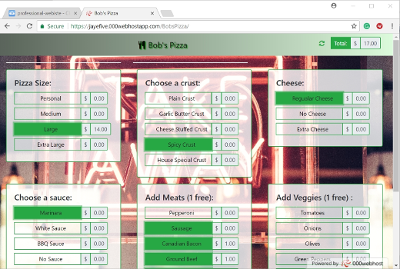 professional-website
Bob's Pizza
Secure https://jayefive.000webhostapp.com/BobsPizza/
Bob's Pizza
Total: $ 17.00
Pizza Size:
Personal $ 0.00
Medium $ 0.00
Large $ 14.00
Extra Large $ 0.00
Choose a crust:
Plain Crust $ 0.00
Garlic Butter Crust $ 0.00
Cheese Stuffed Crust $ 0.00
Spicy Crust $ 0.00
House Special Crust $ 0.00
Cheese:
Regular Cheese $ 0.00
No Cheese $ 0.00
Extra Cheese $ 0.00
Choose a sauce:
Marinara $ 0.00
White Sauce $ 0.00
BBQ Sauce $ 0.00
No Sauce $ 0.00
Add Meats (1 free):
Pepperoni $ 0.00
Sausage $ 0.00
Canadian Bacon $ 1.00
Ground Beef $ 1.00
Add Veggies (1 free) :
Tomatoes $ 0.00
Onions $ 0.00
Olives $ 0.00
Green Peppers $ 0.00
Powered by 000webhost